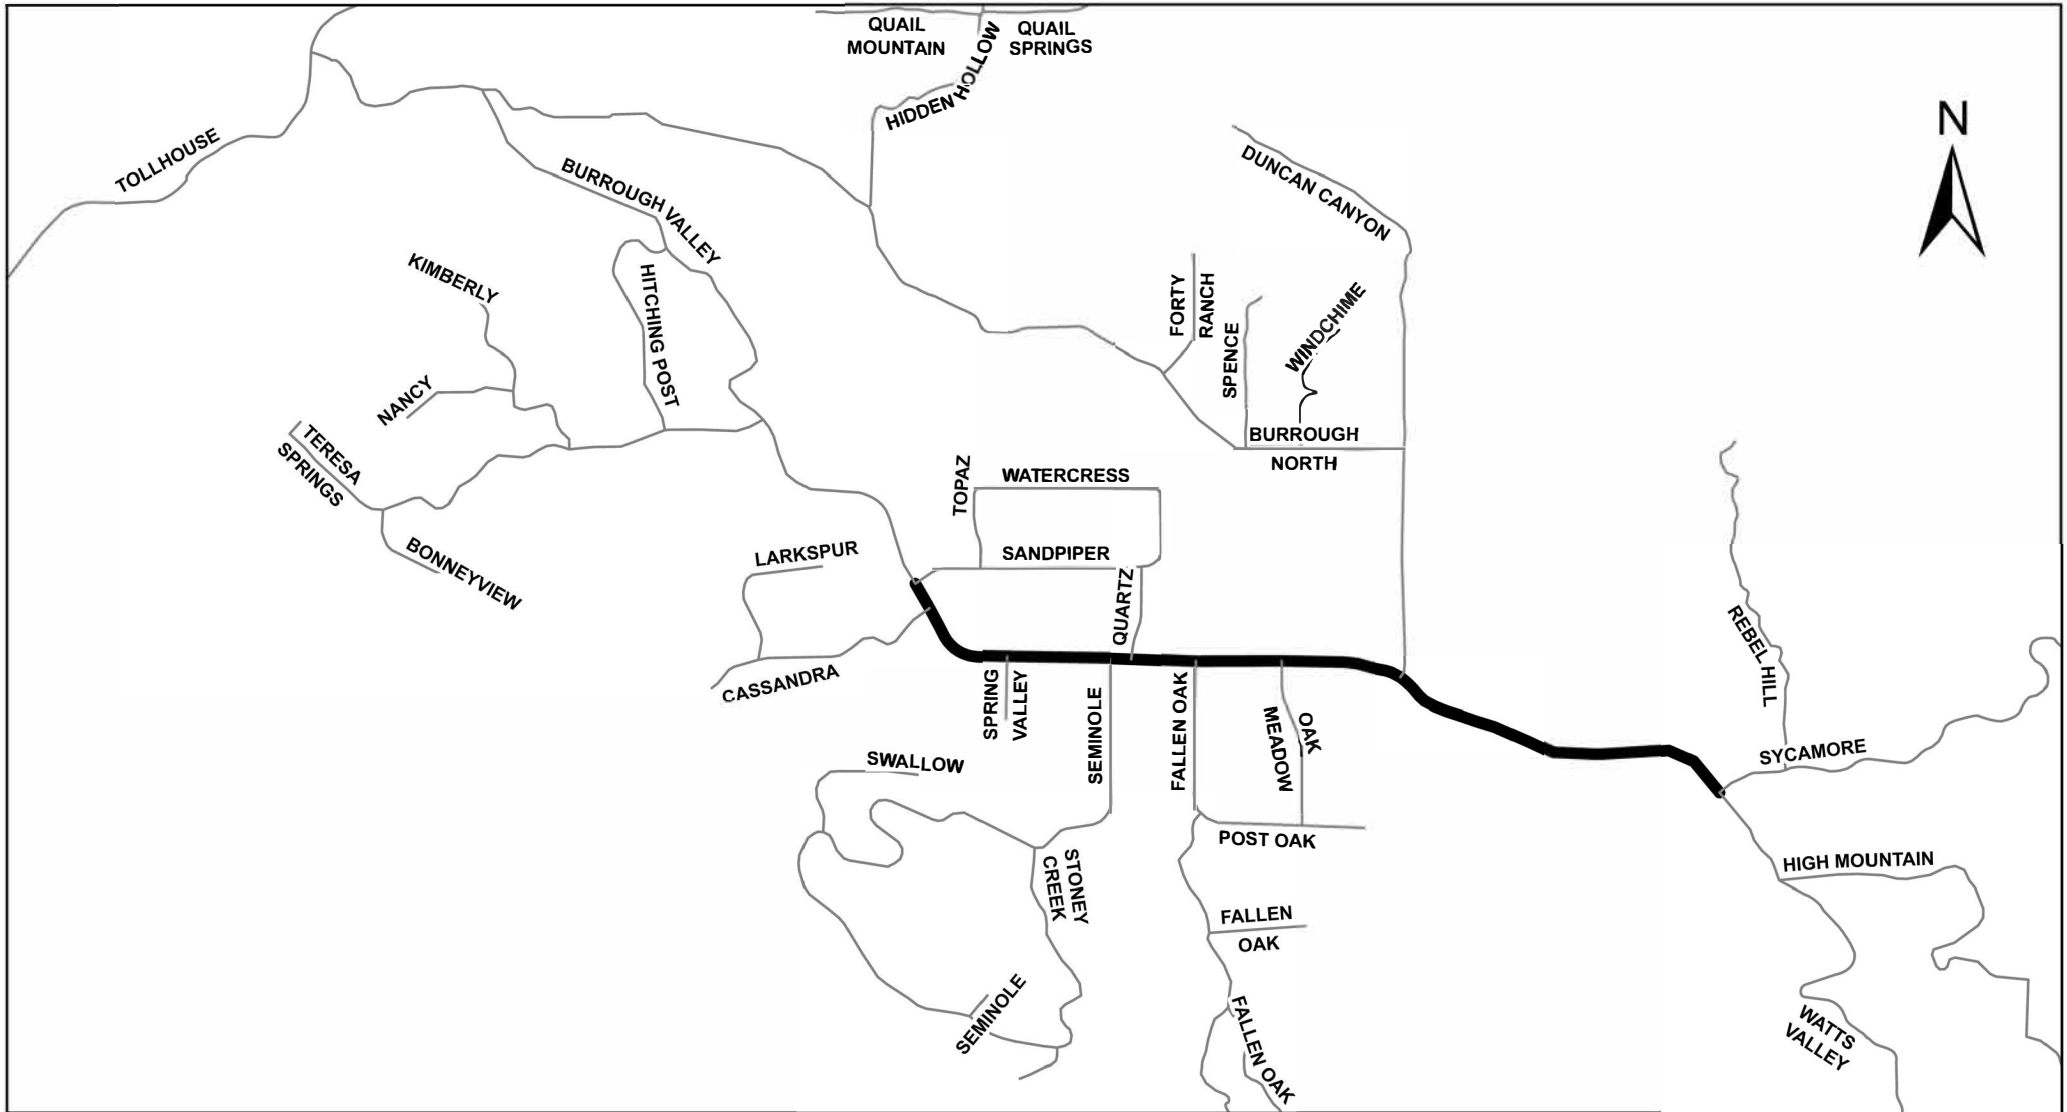 QUAIL
MOUNTAIN
QUAIL
SPRINGS
HIDDEN HOLLOW
N
TOLLHOUSE
BURROUGH VALLEY
DUNCAN CANYON
KIMBERLY
HITCHING POST
FORTY
RANCH
SPENCE
WINDCHIME
NANCY
TERESA
SPRINGS
BURROUGH
NORTH
TOPAZ
WATERCRESS
BONNEYVIEW
LARKSPUR
SANDPIPER
QUARTZ
REBEL HILL
CASSANDRA
SPRING
VALLEY
SEMINOLE
FALLEN OAK
OAK
MEADOW
SYCAMORE
SWALLOW
POST OAK
HIGH MOUNTAIN
STONEY
CREEK
FALLEN
OAK
SEMINOLE
FALLEN OAK
WATTS
VALLEY